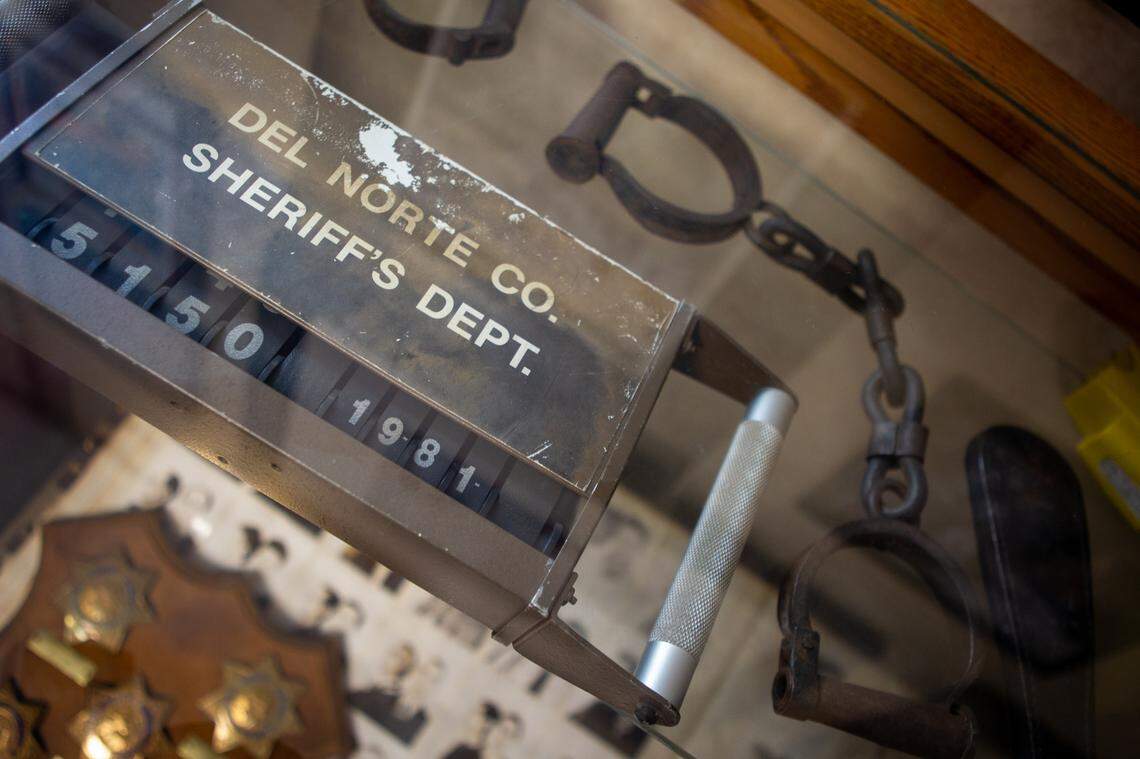 DEL NORTE CO.
SHERIFF'S DEPT.
5150 1981